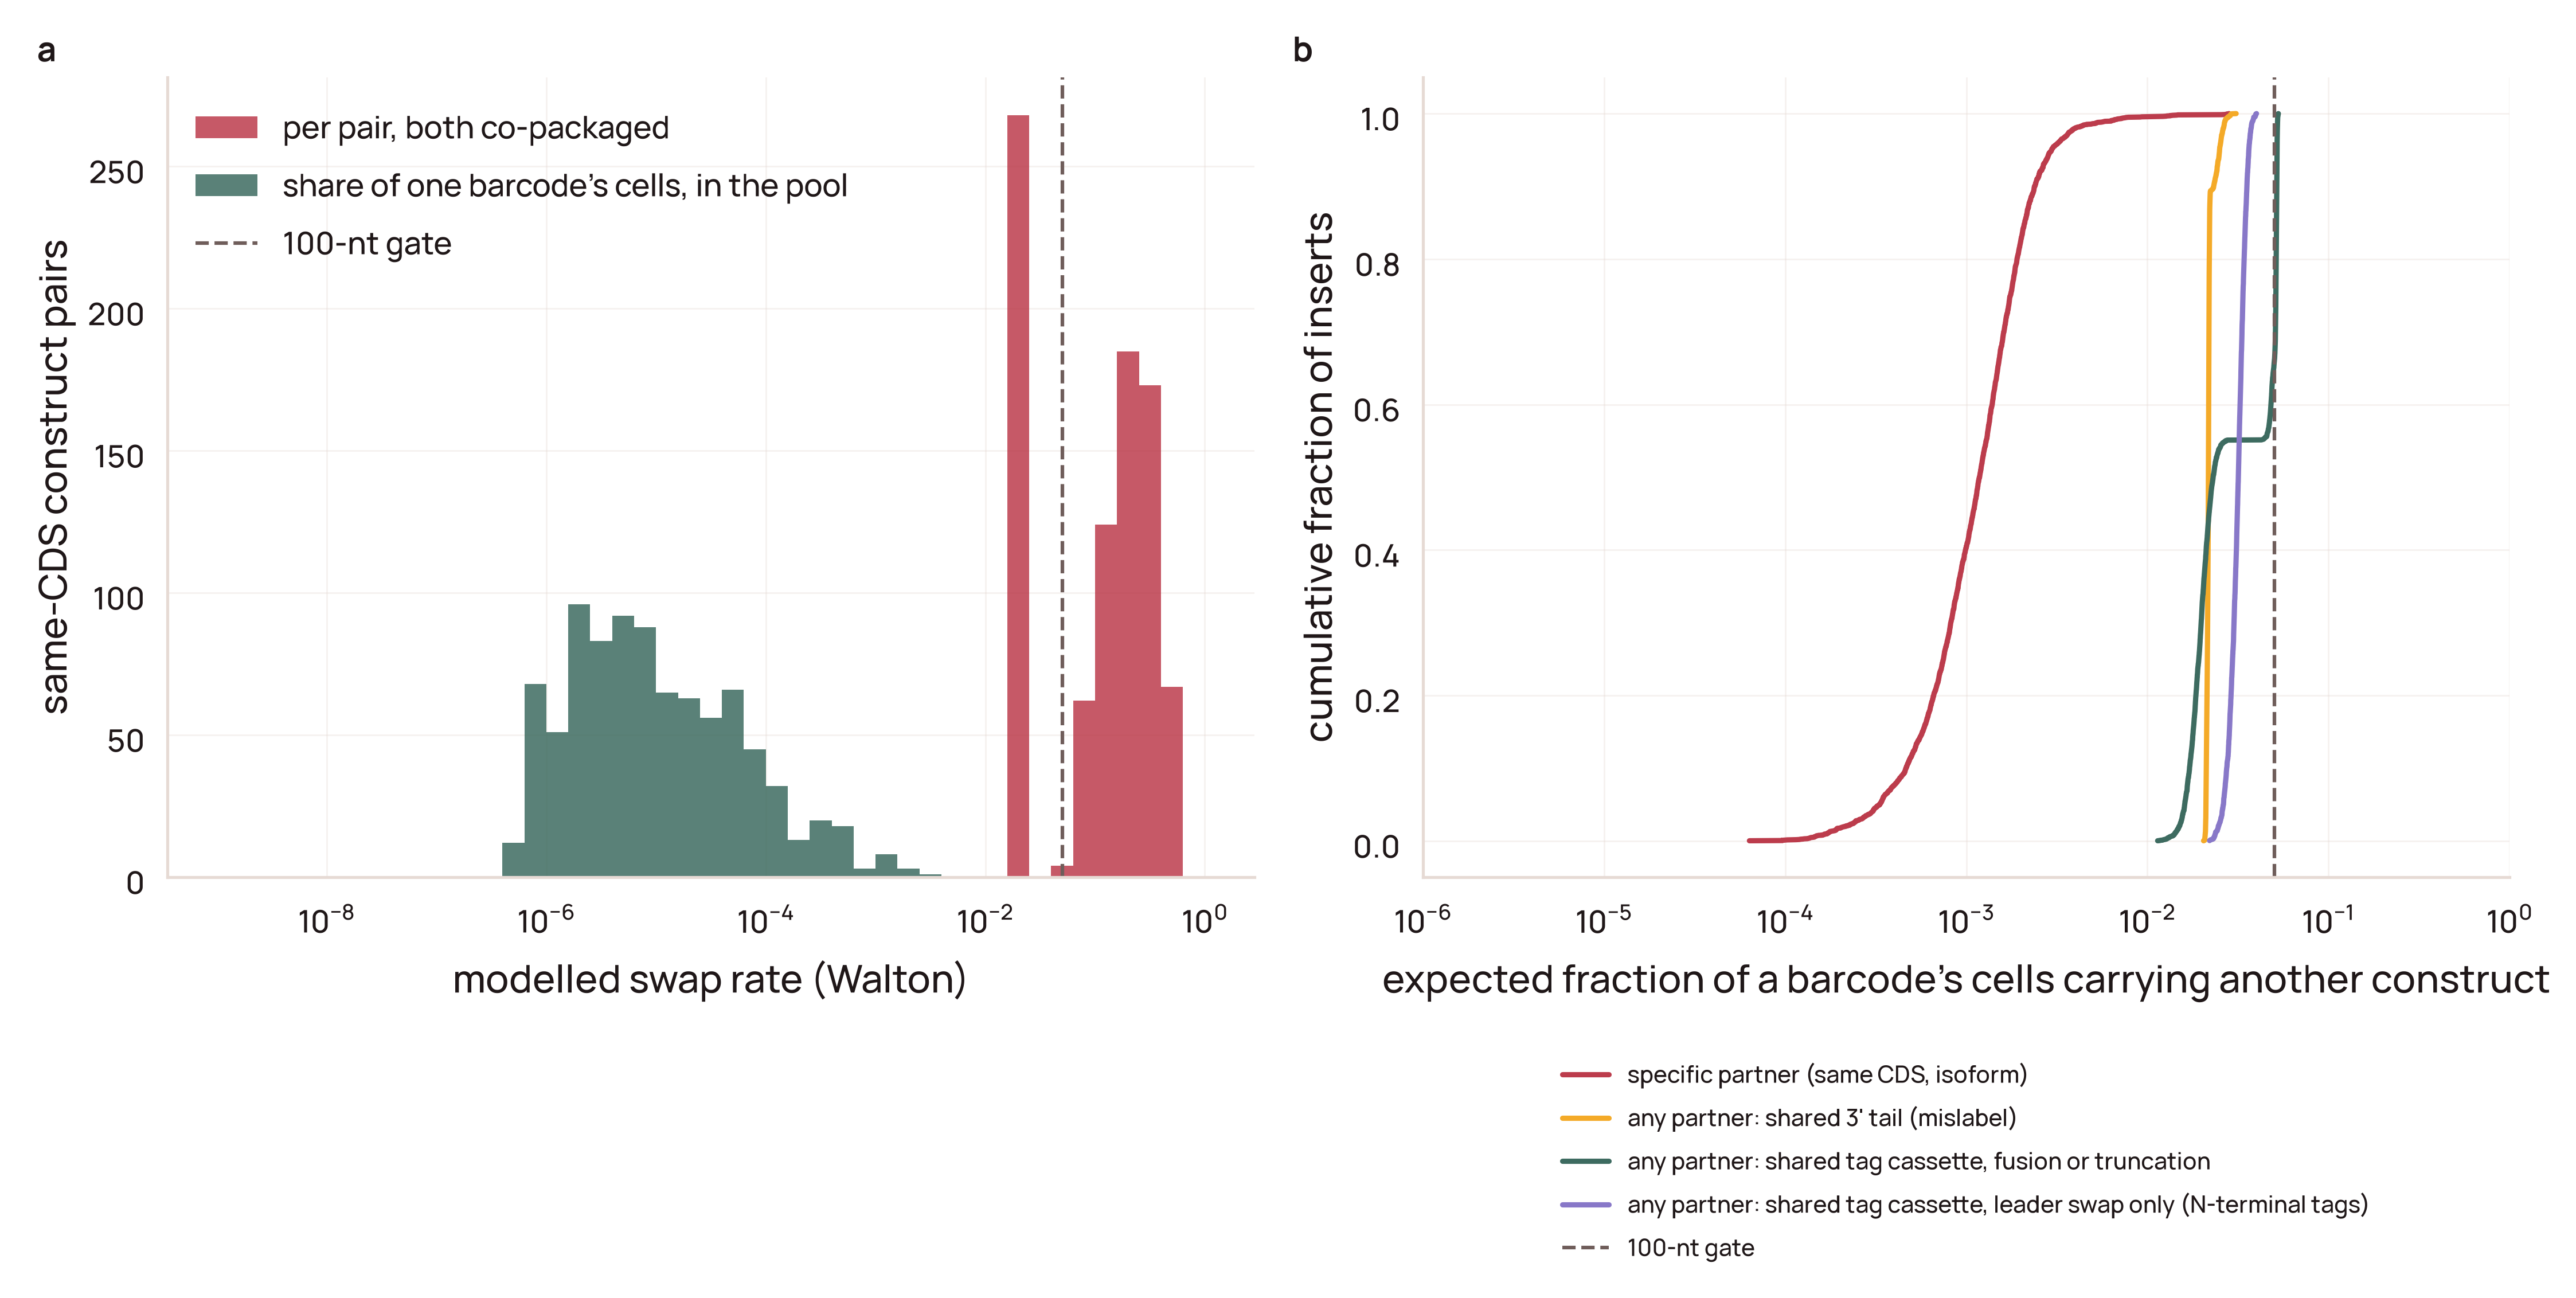 a
same-CDS construct pairs
250
200
150
100
50
0
per pair, both co-packaged
share of one barcode's cells, in the pool
100-nt gate
10⁻⁸
10⁻⁶
10⁻⁴
10⁻²
10⁰
modelled swap rate (Walton)
b
cumulative fraction of inserts
1.0
0.8
0.6
0.4
0.2
0.0
10⁻⁶
10⁻⁵
10⁻⁴
10⁻³
10⁻²
10⁻¹
10⁰
expected fraction of a barcode's cells carrying another construct
specific partner (same CDS, isoform)
any partner: shared 3' tail (mislabel)
any partner: shared tag cassette, fusion or truncation
any partner: shared tag cassette, leader swap only (N-terminal tags)
100-nt gate